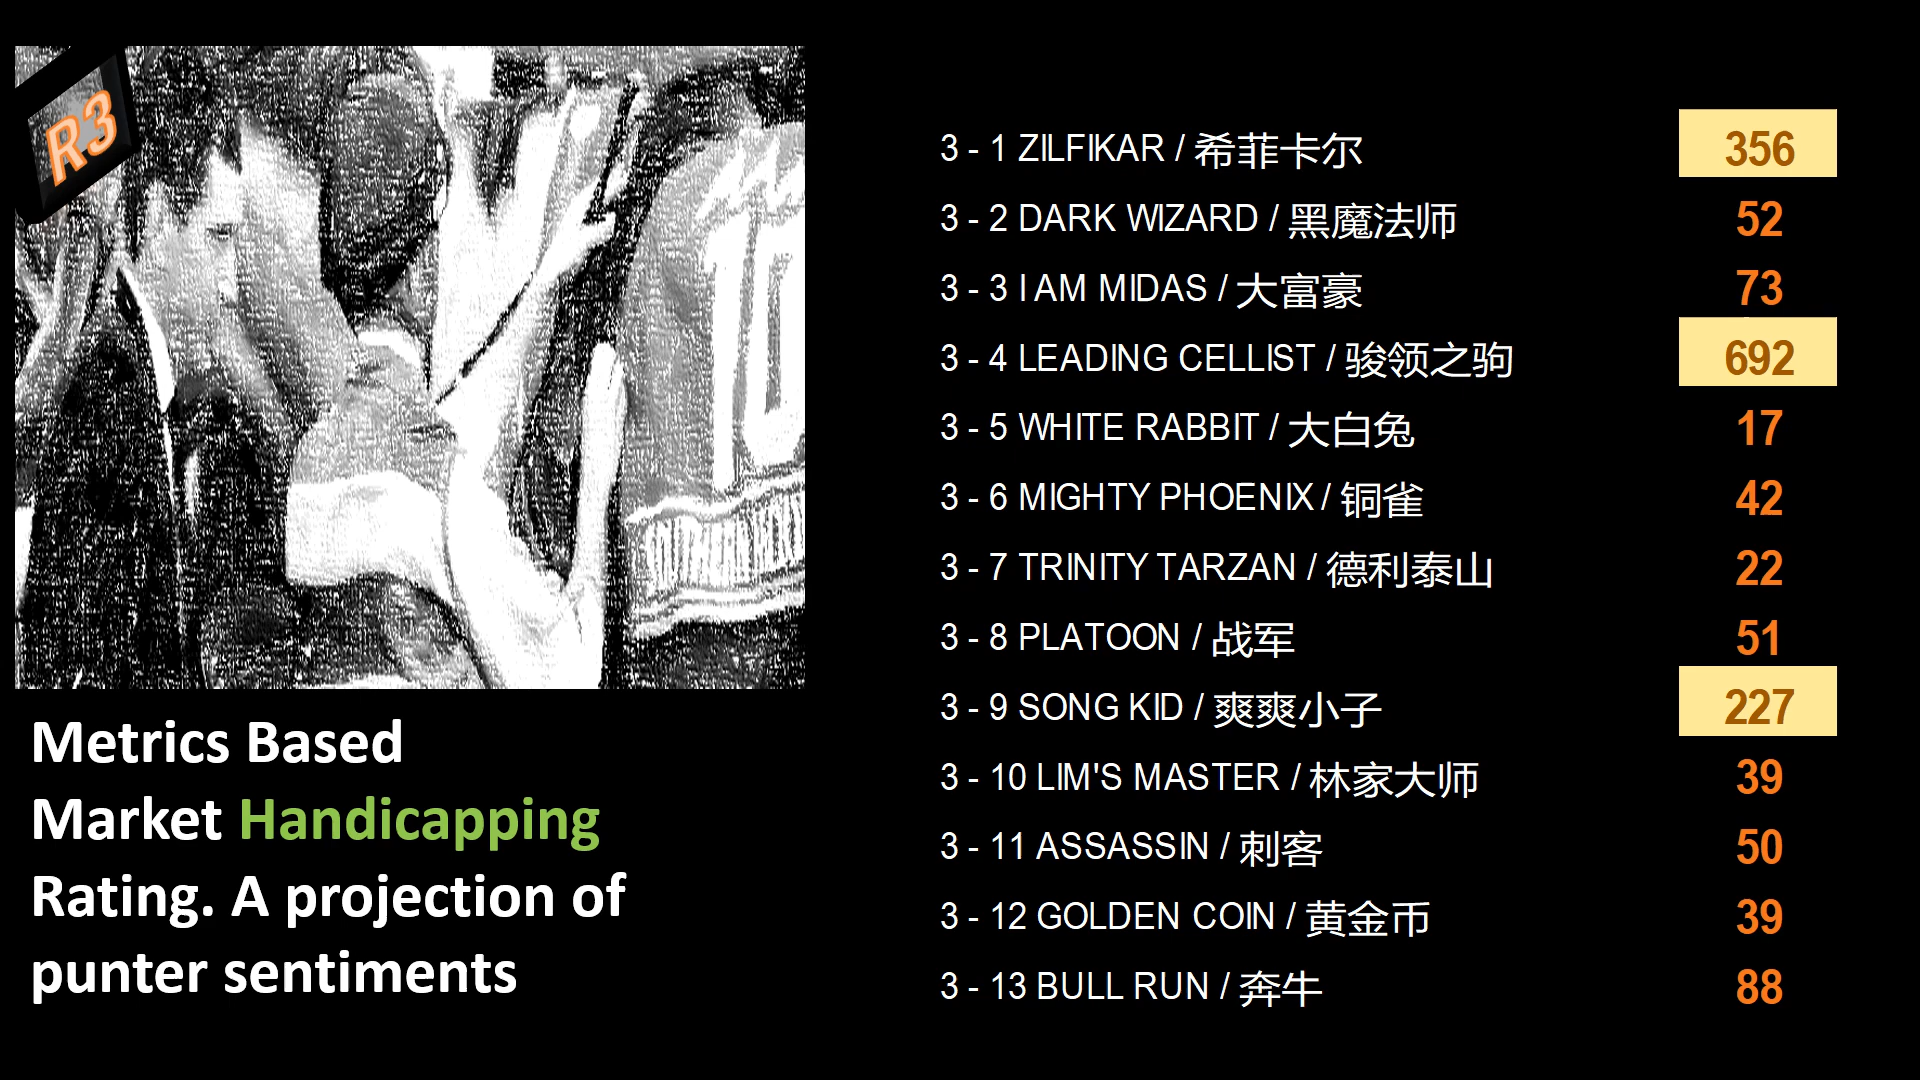 R3
3 - 1 ZILFIKAR / 希菲卡尔 356
3 - 2 DARK WIZARD / 黑魔法师 52
3 - 3 I AM MIDAS / 大富豪 73
3 - 4 LEADING CELLIST / 骏领之驹 692
3 - 5 WHITE RABBIT / 大白兔 17
3 - 6 MIGHTY PHOENIX / 铜雀 42
3 - 7 TRINITY TARZAN / 德利泰山 22
3 - 8 PLATOON / 战军 51
3 - 9 SONG KID / 爽爽小子 227
3 - 10 LIM'S MASTER / 林家大师 39
3 - 11 ASSASSIN / 刺客 50
3 - 12 GOLDEN COIN / 黄金币 39
3 - 13 BULL RUN / 奔牛 88
Metrics Based
Market Handicapping
Rating. A projection of
punter sentiments